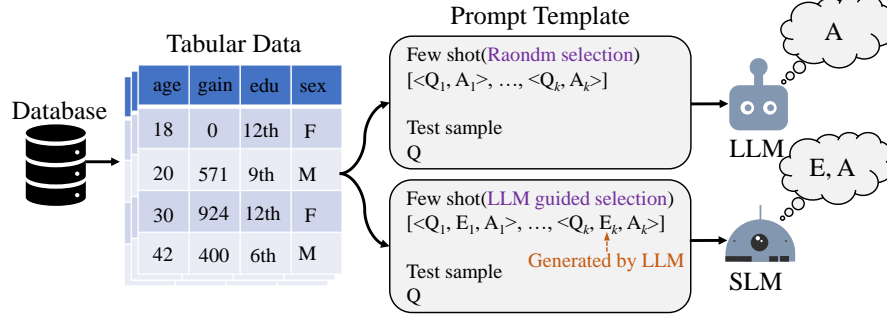 Prompt Template
Tabular Data
Database
age gain edu sex
18 0 12th F
20 571 9th M
30 924 12th F
42 400 6th M
Few shot(Raondm selection)
[<Q1, A1>, …, <Qk, Ak>]
Test sample
Q
A
LLM
Few shot(LLM guided selection)
[<Q1, E1, A1>, …, <Qk, Ek, Ak>]
Generated by LLM
Test sample
Q
E, A
SLM